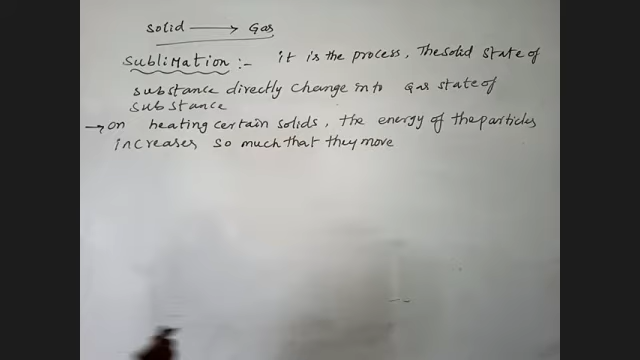 solid ⟶ Gas
Sublimation :- it is the process, The solid state of
substance directly change into Gas state of
substance
→ on heating certain solids, the energy of the particles
increases so much that they move